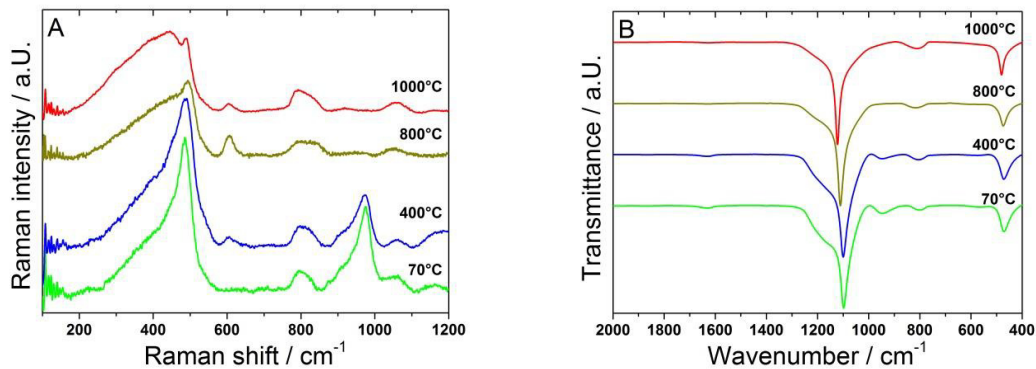 A
1000°C
800°C
400°C
70°C
Raman intensity / a.U.
200 400 600 800 1000 1200
Raman shift / cm⁻¹
B
1000°C
800°C
400°C
70°C
Transmittance / a.U.
2000 1800 1600 1400 1200 1000 800 600 400
Wavenumber / cm⁻¹